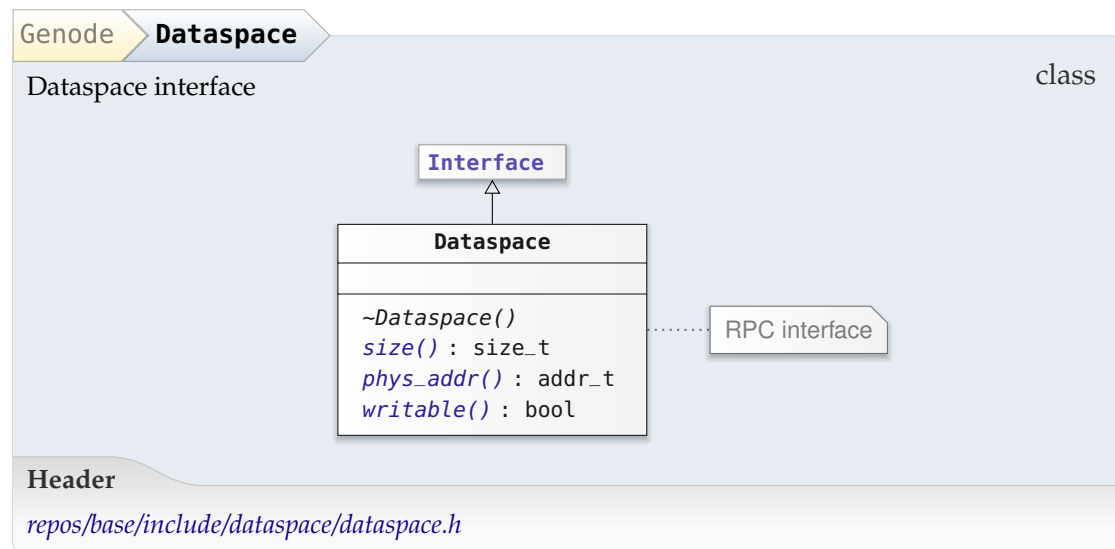 Genode Dataspace
Dataspace interface
class
Interface
Dataspace
~Dataspace()
size() : size_t
phys_addr() : addr_t
writable() : bool
RPC interface
Header
repos/base/include/dataspace/dataspace.h